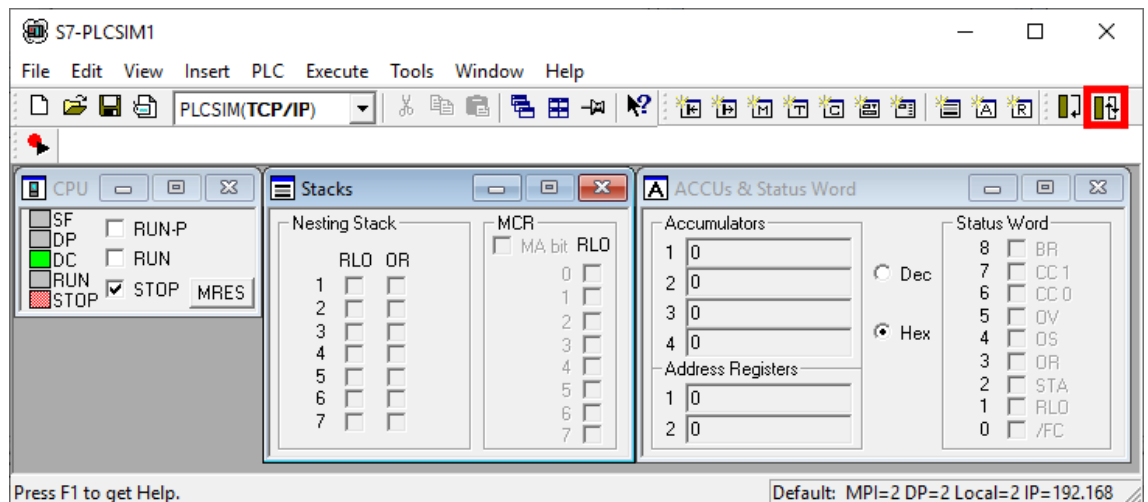 S7-PLCSIM1
File Edit View Insert PLC Execute Tools Window Help
PLCSIM(TCP/IP)
CPU
SF
DP
DC
RUN
STOP
RUN-P
RUN
STOP
MRES
Stacks
Nesting Stack
RLO OR
1
2
3
4
5
6
7
MCR
MA bit RLO
0
1
2
3
4
5
6
7
ACCUs & Status Word
Accumulators
1 0
2 0
3 0
4 0
Address Registers
1 0
2 0
Dec
Hex
Status Word
8 BR
7 CC 1
6 CC 0
5 OV
4 OS
3 OR
2 STA
1 RLO
0 /FC
Press F1 to get Help.
Default: MPI=2 DP=2 Local=2 IP=192.168